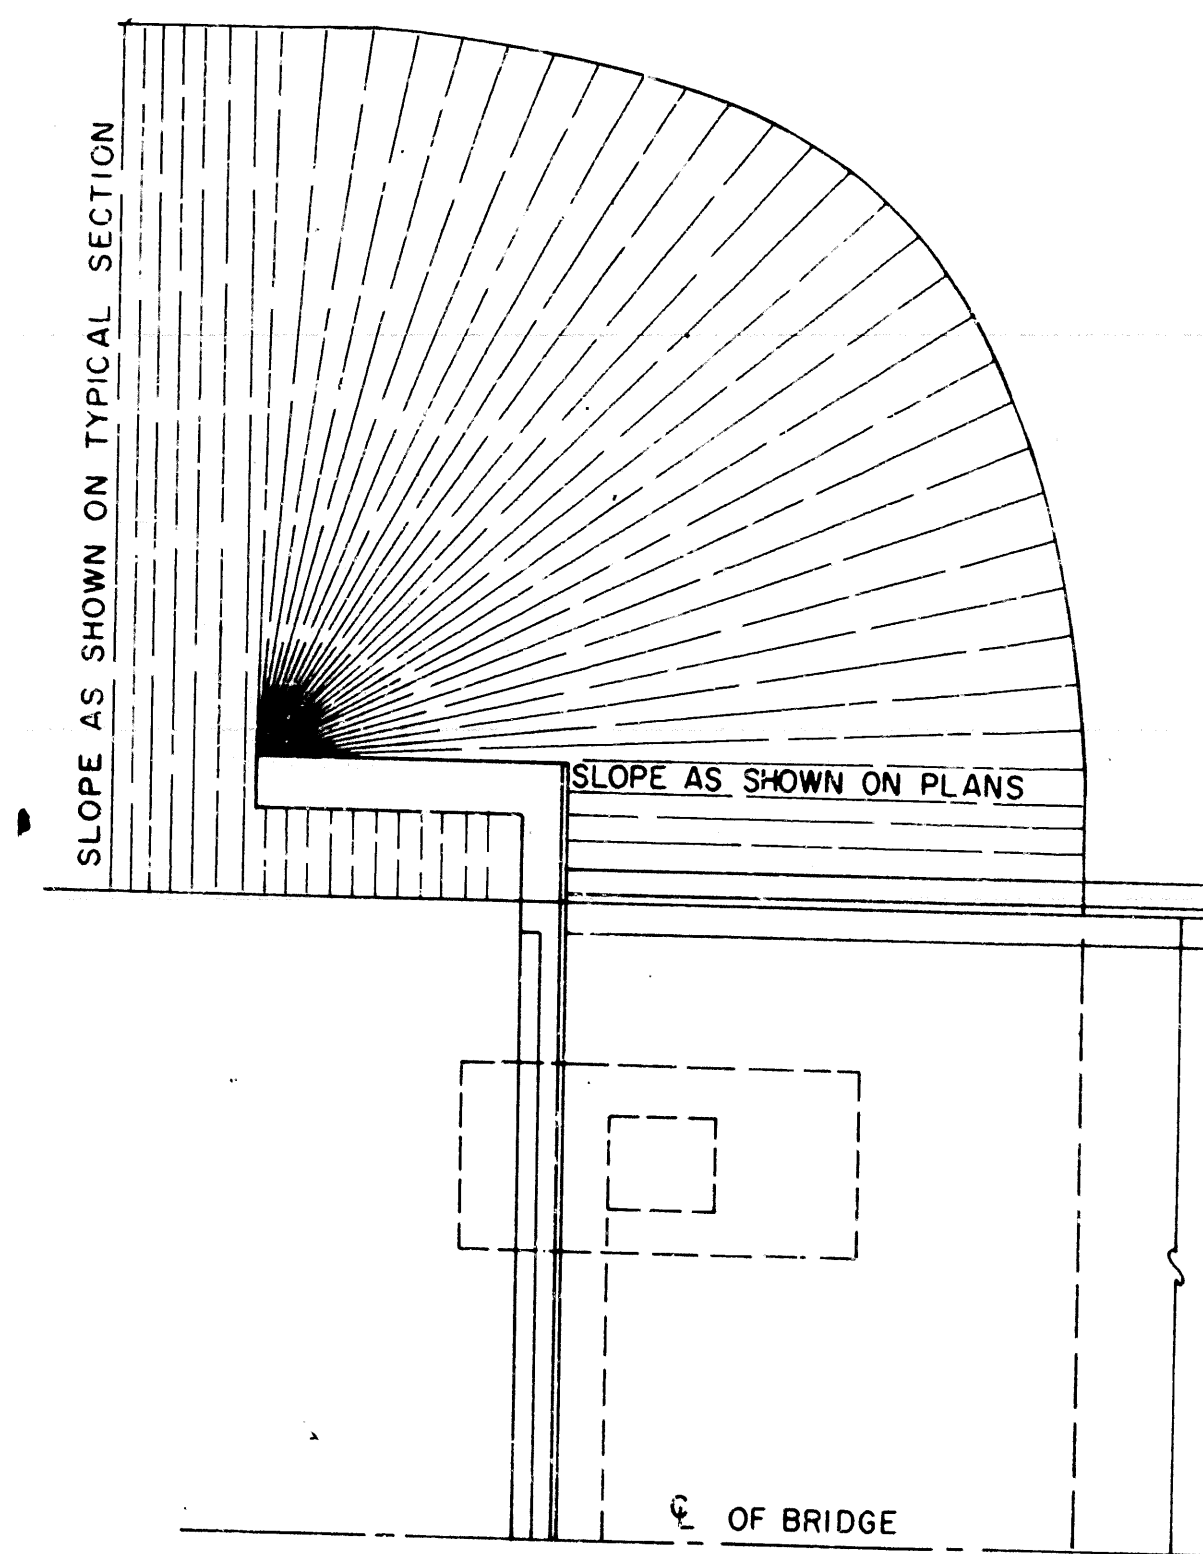 SLOPE AS SHOWN ON TYPICAL SECTION
SLOPE AS SHOWN ON PLANS
℄ OF BRIDGE